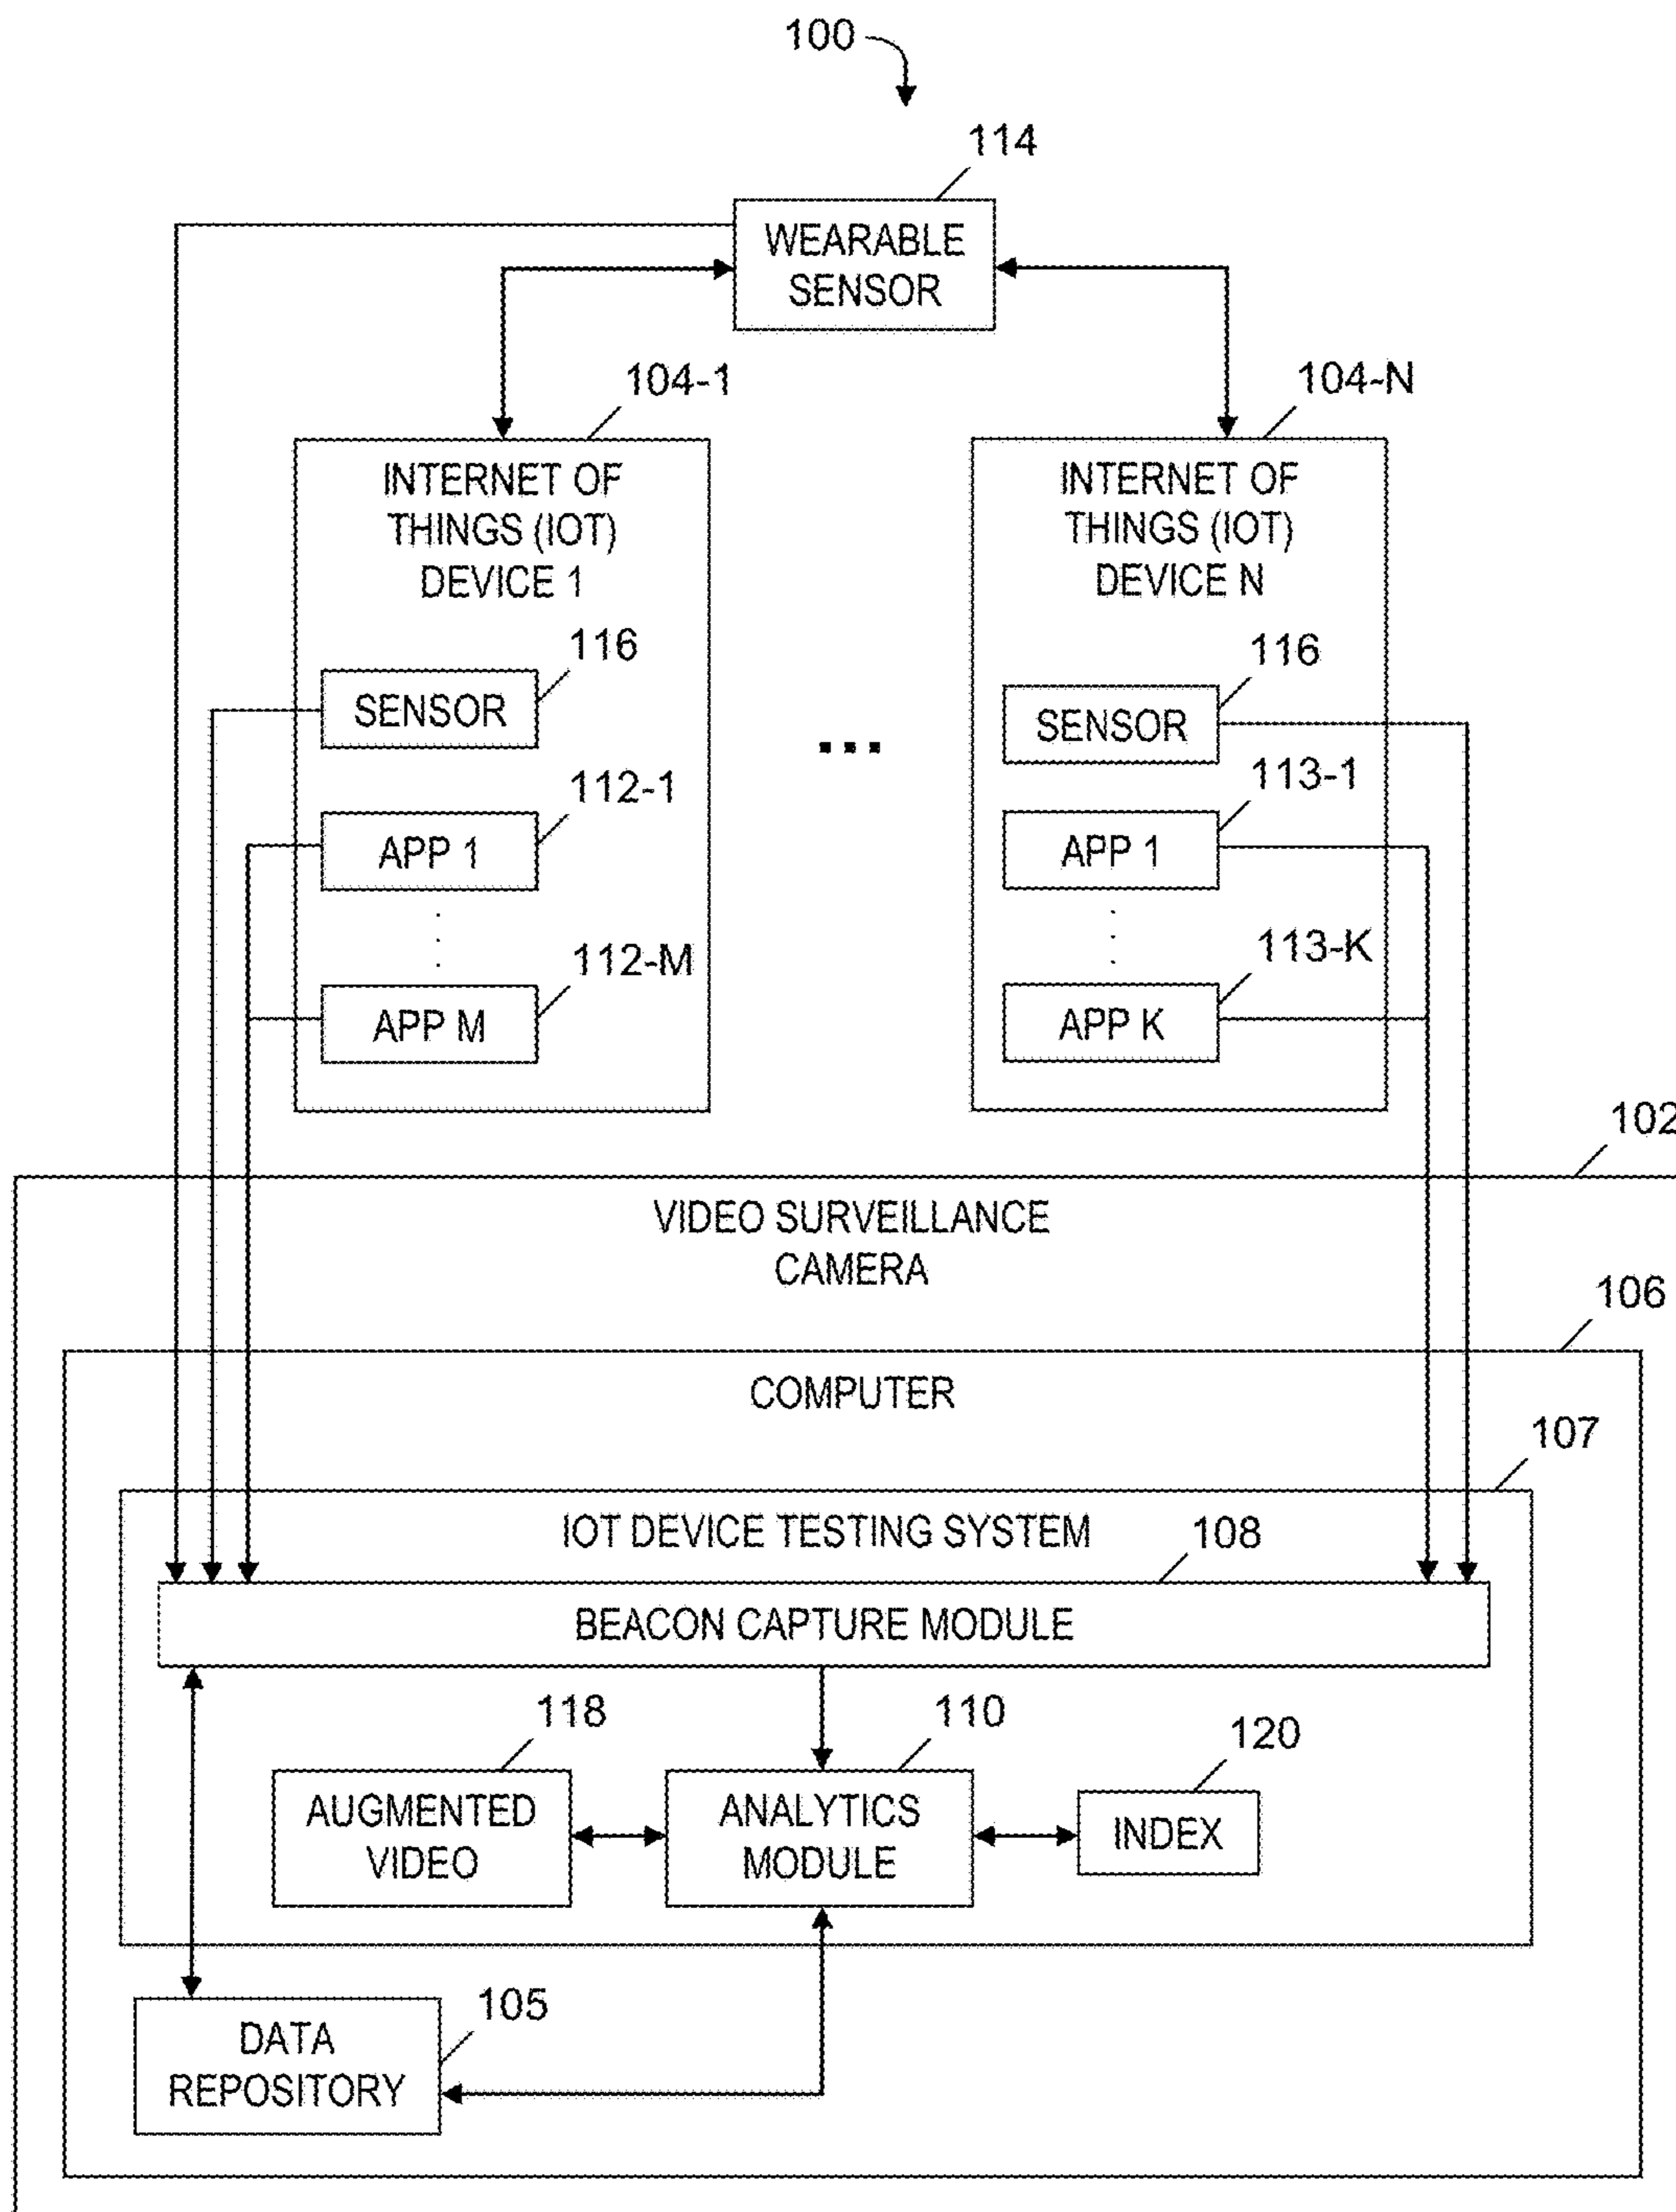 100
114
WEARABLE
SENSOR
104-1
104-N
INTERNET OF
THINGS (IOT)
DEVICE 1
INTERNET OF
THINGS (IOT)
DEVICE N
116
SENSOR
116
SENSOR
...
112-1
APP 1
113-1
APP 1
112-M
APP M
113-K
APP K
102
VIDEO SURVEILLANCE
CAMERA
106
COMPUTER
107
IOT DEVICE TESTING SYSTEM
108
BEACON CAPTURE MODULE
118
AUGMENTED
VIDEO
110
ANALYTICS
MODULE
120
INDEX
105
DATA
REPOSITORY